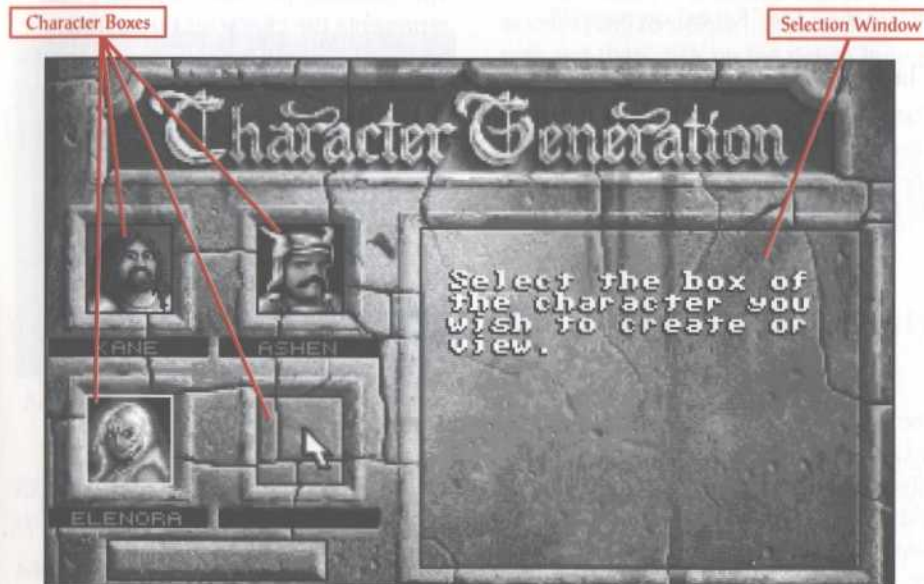 Character Boxes
Selection Window
Character Generation
Select the box of
the character you
wish to create or
view.
KANE
ASHEN
ELENORA